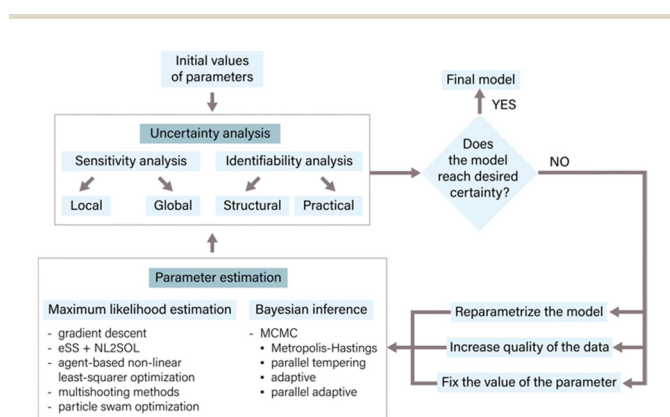 Initial values
of parameters
Uncertainty analysis
Sensitivity analysis
Identifiability analysis
Local
Global
Structural
Practical
Final model
YES
Does
the model
reach desired
certainty?
NO
Parameter estimation
Maximum likelihood estimation
- gradient descent
- eSS + NL2SOL
- agent-based non-linear
least-squarer optimization
- multishooting methods
- particle swam optimization
Bayesian inference
- MCMC
• Metropolis-Hastings
• parallel tempering
• adaptive
• parallel adaptive
Reparametrize the model
Increase quality of the data
Fix the value of the parameter